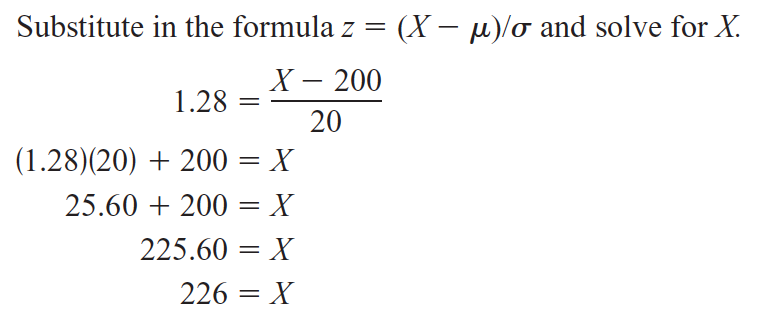 Substitute in the formula z = (X − μ)/σ and solve for X.
1.28 = (X − 200)/20
(1.28)(20) + 200 = X
25.60 + 200 = X
225.60 = X
226 = X